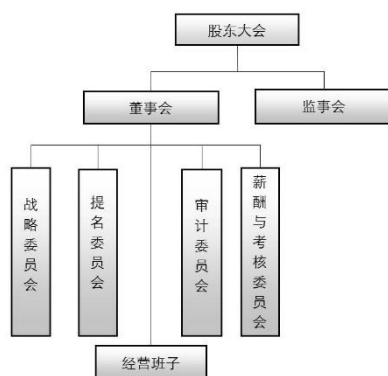 股东大会
董事会
监事会
战略委员会
提名委员会
审计委员会
薪酬与考核委员会
经营班子